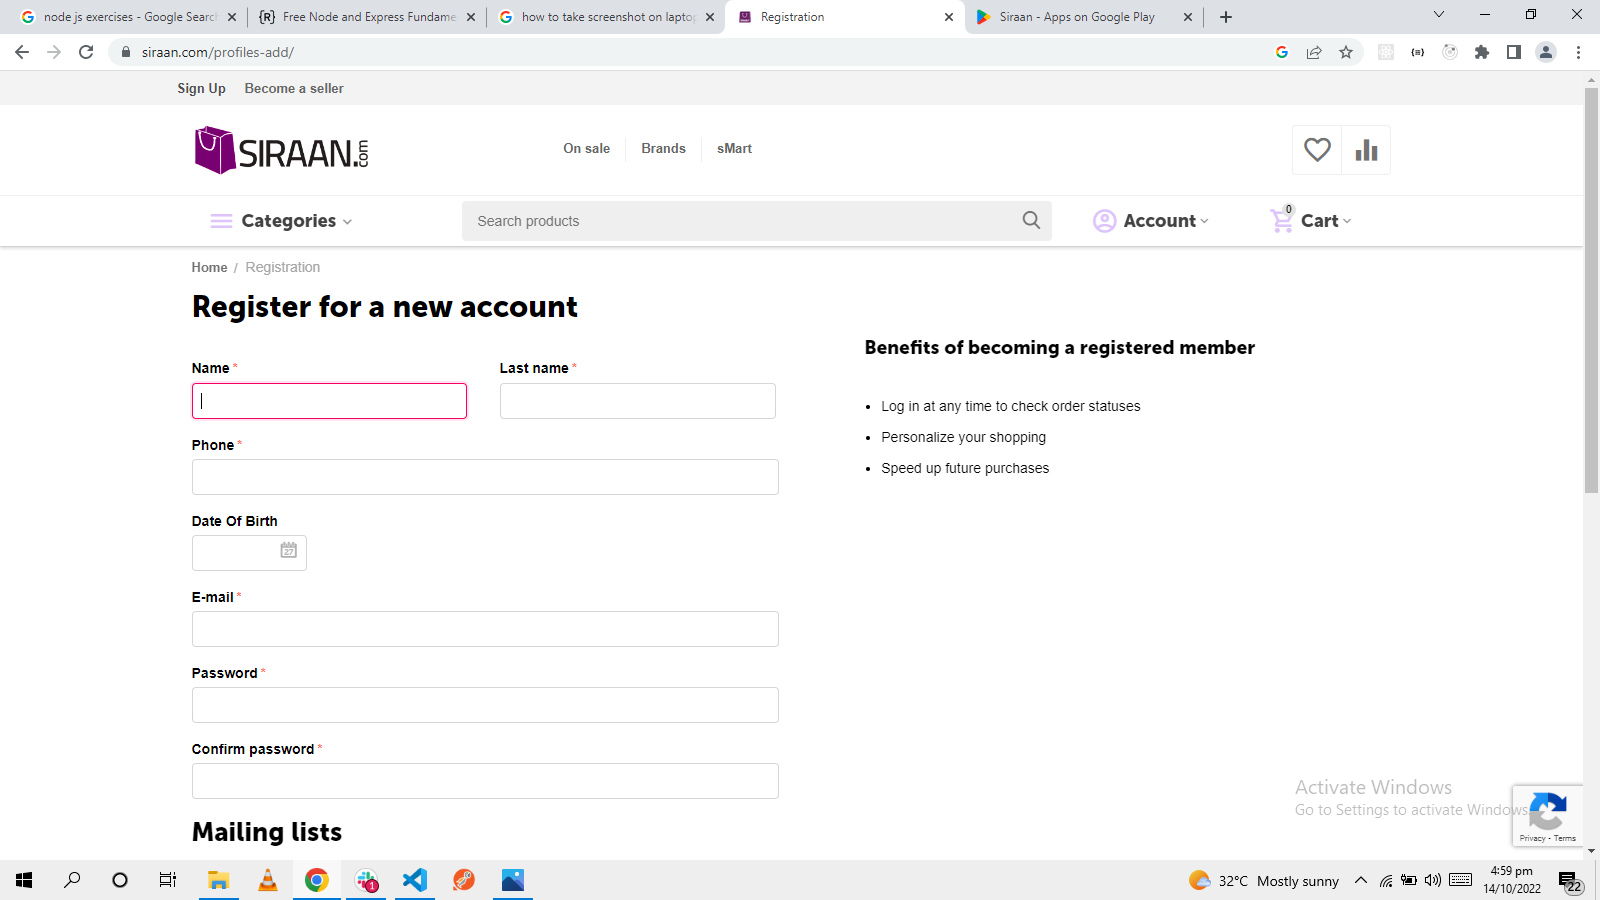 node js exercises - Google Search
Free Node and Express Fundame
how to take screenshot on laptop
Registration
Siraan - Apps on Google Play
siraan.com/profiles-add/
Sign Up
Become a seller
SIRAAN.com
On sale
Brands
sMart
Categories
Search products
Account
0
Cart
Home / Registration
Register for a new account
Benefits of becoming a registered member
Name *
Last name *
• Log in at any time to check order statuses
• Personalize your shopping
• Speed up future purchases
Phone *
Date Of Birth
27
E-mail *
Password *
Confirm password *
Mailing lists
Activate Windows
Go to Settings to activate Windows.
Privacy - Terms
1
32°C Mostly sunny
4:59 pm
14/10/2022
22